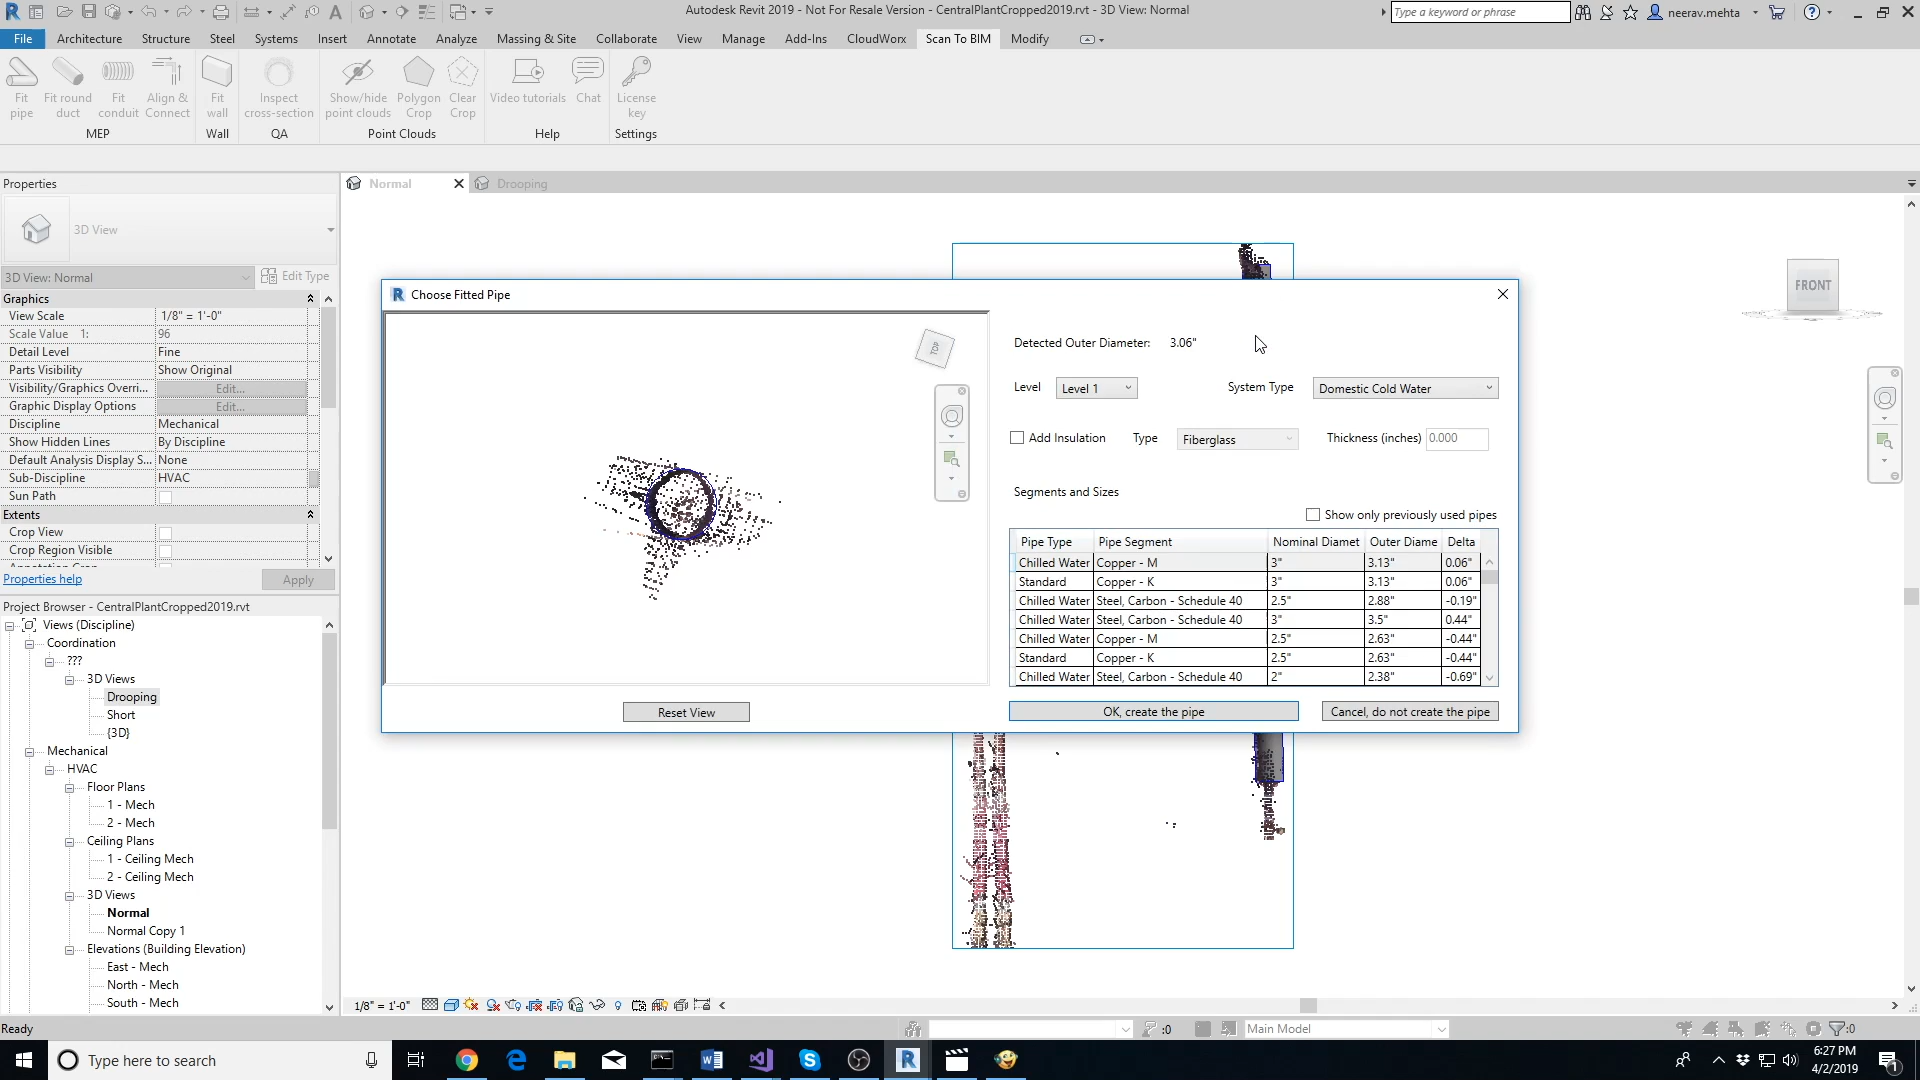 Autodesk Revit 2019 - Not For Resale Version - CentralPlantCropped2019.rvt - 3D View: Normal
Type a keyword or phrase
neerav.mehta
File Architecture Structure Steel Systems Insert Annotate Analyze Massing & Site Collaborate View Manage Add-Ins CloudWorx Scan To BIM Modify
Fit pipe
Fit round duct
Fit conduit
Align & Connect
Fit wall
Inspect cross-section
Show/hide point clouds
Polygon Crop
Clear Crop
Video tutorials
Chat
License key
MEP Wall QA Point Clouds Help Settings
Properties
Normal
Drooping
3D View
3D View: Normal
Edit Type
Graphics
View Scale 1/8" = 1'-0"
Scale Value 1: 96
Detail Level Fine
Parts Visibility Show Original
Visibility/Graphics Overri... Edit...
Graphic Display Options Edit...
Discipline Mechanical
Show Hidden Lines By Discipline
Default Analysis Display S... None
Sub-Discipline HVAC
Sun Path
Extents
Crop View
Crop Region Visible
Properties help
Apply
Project Browser - CentralPlantCropped2019.rvt
Views (Discipline)
Coordination
???
3D Views
Drooping
Short
{3D}
Mechanical
HVAC
Floor Plans
1 - Mech
2 - Mech
Ceiling Plans
1 - Ceiling Mech
2 - Ceiling Mech
3D Views
Normal
Normal Copy 1
Elevations (Building Elevation)
East - Mech
North - Mech
South - Mech
FRONT
Choose Fitted Pipe
TOP
Reset View
Detected Outer Diameter: 3.06"
Level Level 1 System Type Domestic Cold Water
Add Insulation Type Fiberglass Thickness (inches) 0.000
Segments and Sizes
Show only previously used pipes
Pipe Type Pipe Segment Nominal Diamet Outer Diame Delta
Chilled Water Copper - M 3" 3.13" 0.06"
Standard Copper - K 3" 3.13" 0.06"
Chilled Water Steel, Carbon - Schedule 40 2.5" 2.88" -0.19"
Chilled Water Steel, Carbon - Schedule 40 3" 3.5" 0.44"
Chilled Water Copper - M 2.5" 2.63" -0.44"
Standard Copper - K 2.5" 2.63" -0.44"
Chilled Water Steel, Carbon - Schedule 40 2" 2.38" -0.69"
OK, create the pipe
Cancel, do not create the pipe
1/8" = 1'-0"
Ready
:0
Main Model
:0
Type here to search
6:27 PM
4/2/2019